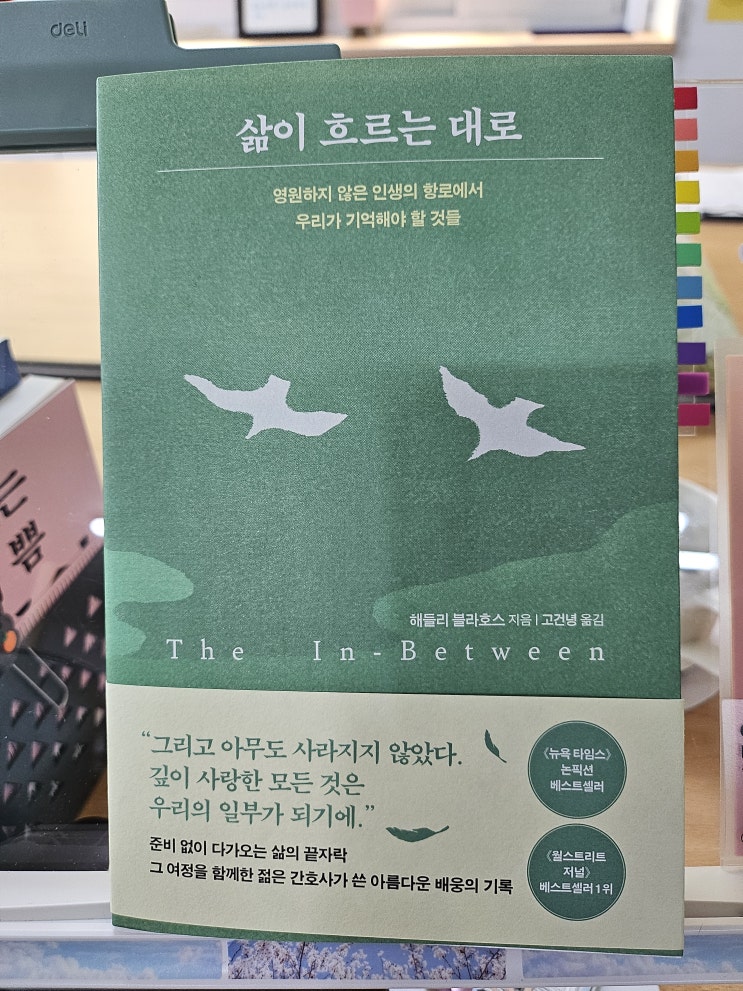 deli
삶이 흐르는 대로
영원하지 않은 인생의 항로에서
우리가 기억해야 할 것들
해들리 블라호스 지음 | 고건녕 옮김
The In-Between
“그리고 아무도 사라지지 않았다.
깊이 사랑한 모든 것은
우리의 일부가 되기에.”
준비 없이 다가오는 삶의 끝자락
그 여정을 함께한 젊은 간호사가 쓴 아름다운 배웅의 기록
《뉴욕 타임스》
논픽션
베스트셀러
《월스트리트
저널》
베스트셀러 1위
는
쁨